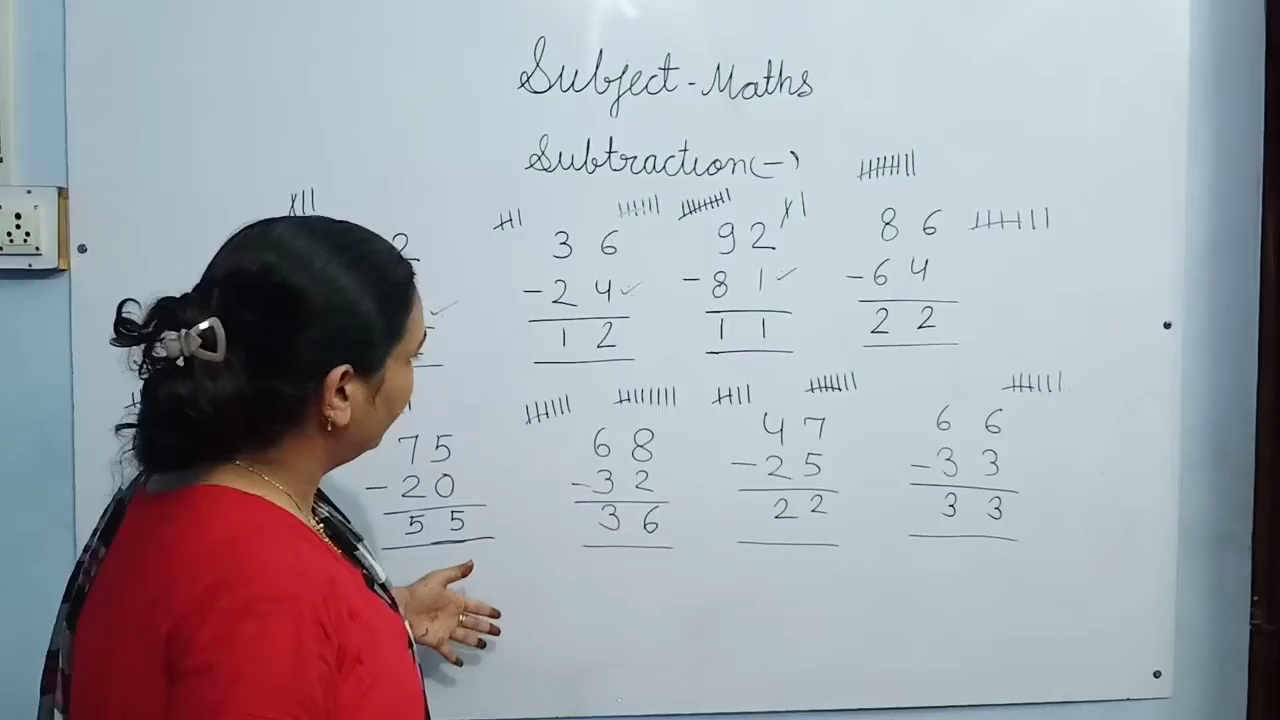 Subject - Maths
Subtraction (-)
2 36 92 86
-24 -81 -64
12 11 22
75 68 47 66
-20 -32 -25 -33
55 36 22 33